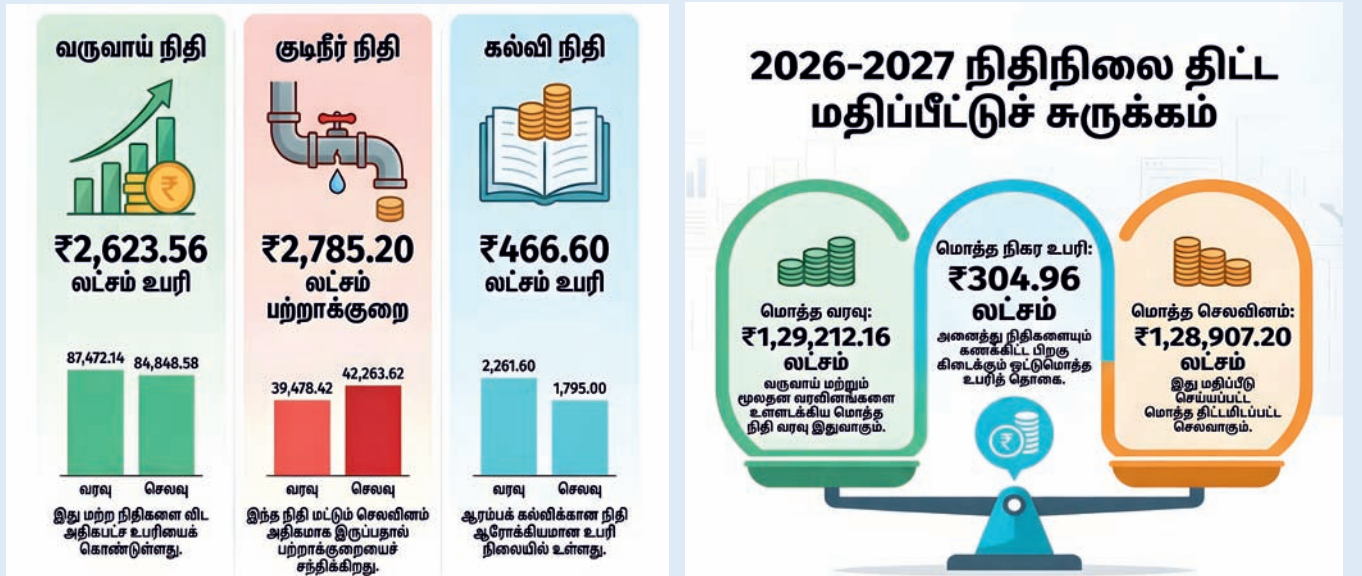 வருவாய் நிதி
₹2,623.56
லட்சம் உபரி
87,472.14 84,848.58
வரவு செலவு
இது மற்ற நிதிகளை விட
அதிகபட்ச உபரியைக்
கொண்டுள்ளது.
குடிநீர் நிதி
₹2,785.20
லட்சம்
பற்றாக்குறை
39,478.42 42,263.62
வரவு செலவு
இந்த நிதி மட்டும் செலவினம்
அதிகமாக இருப்பதால்
பற்றாக்குறையைச்
சந்திக்கிறது.
கல்வி நிதி
₹466.60
லட்சம் உபரி
2,261.60 1,795.00
வரவு செலவு
ஆரம்பக் கல்விக்கான நிதி
ஆரோக்கியமான உபரி
நிலையில் உள்ளது.
2026-2027 நிதிநிலை திட்ட
மதிப்பீட்டுச் சுருக்கம்
மொத்த வரவு:
₹1,29,212.16
லட்சம்
வருவாய் மற்றும்
மூலதன வரவினங்களை
உள்ளடக்கிய மொத்த
நிதி வரவு இதுவாகும்.
மொத்த நிகர உபரி:
₹304.96
லட்சம்
அனைத்து நிதிகளையும்
கணக்கிட்ட பிறகு
கிடைக்கும் ஒட்டுமொத்த
உபரித் தொகை.
மொத்த செலவினம்:
₹1,28,907.20
லட்சம்
இது மதிப்பீடு
செய்யப்பட்ட
மொத்த திட்டமிடப்பட்ட
செலவாகும்.